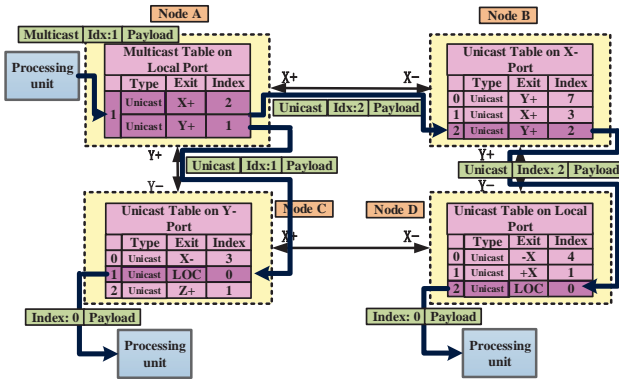 Node A
Node B
Multicast Idx:1 Payload
Processing unit
Multicast Table on Local Port
Type Exit Index
1 Unicast X+ 2
Unicast Y+ 1
X+
X-
Unicast Idx:2 Payload
Unicast Table on X- Port
Type Exit Index
0 Unicast Y+ 7
1 Unicast X+ 3
2 Unicast Y+ 2
Y+
Unicast Idx:1 Payload
Y-
Y+
Unicast Index: 2 Payload
Y-
Node C
Node D
Unicast Table on Y- Port
Type Exit Index
0 Unicast X- 3
1 Unicast LOC 0
2 Unicast Z+ 1
X+
X-
Unicast Table on Local Port
Type Exit Index
0 Unicast -X 4
1 Unicast +X 1
2 Unicast LOC 0
Index: 0 Payload
Processing unit
Index: 0 Payload
Processing unit